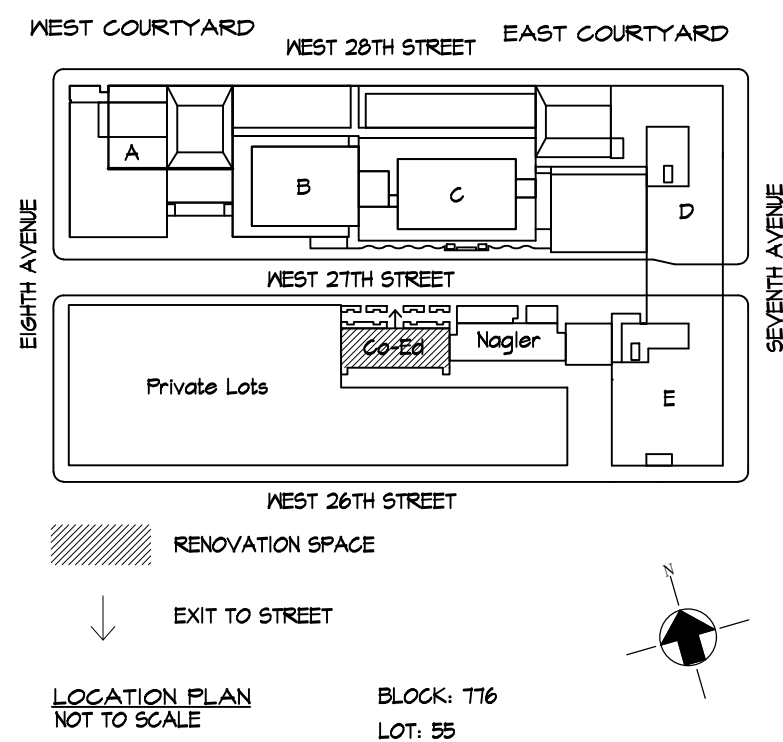 WEST COURTYARD
EAST COURTYARD
WEST 28TH STREET
A
B
C
D
EIGHTH AVENUE
SEVENTH AVENUE
WEST 27TH STREET
Co-Ed
Nagler
Private Lots
E
WEST 26TH STREET
RENOVATION SPACE
EXIT TO STREET
N
LOCATION PLAN
NOT TO SCALE
BLOCK: 776
LOT: 55